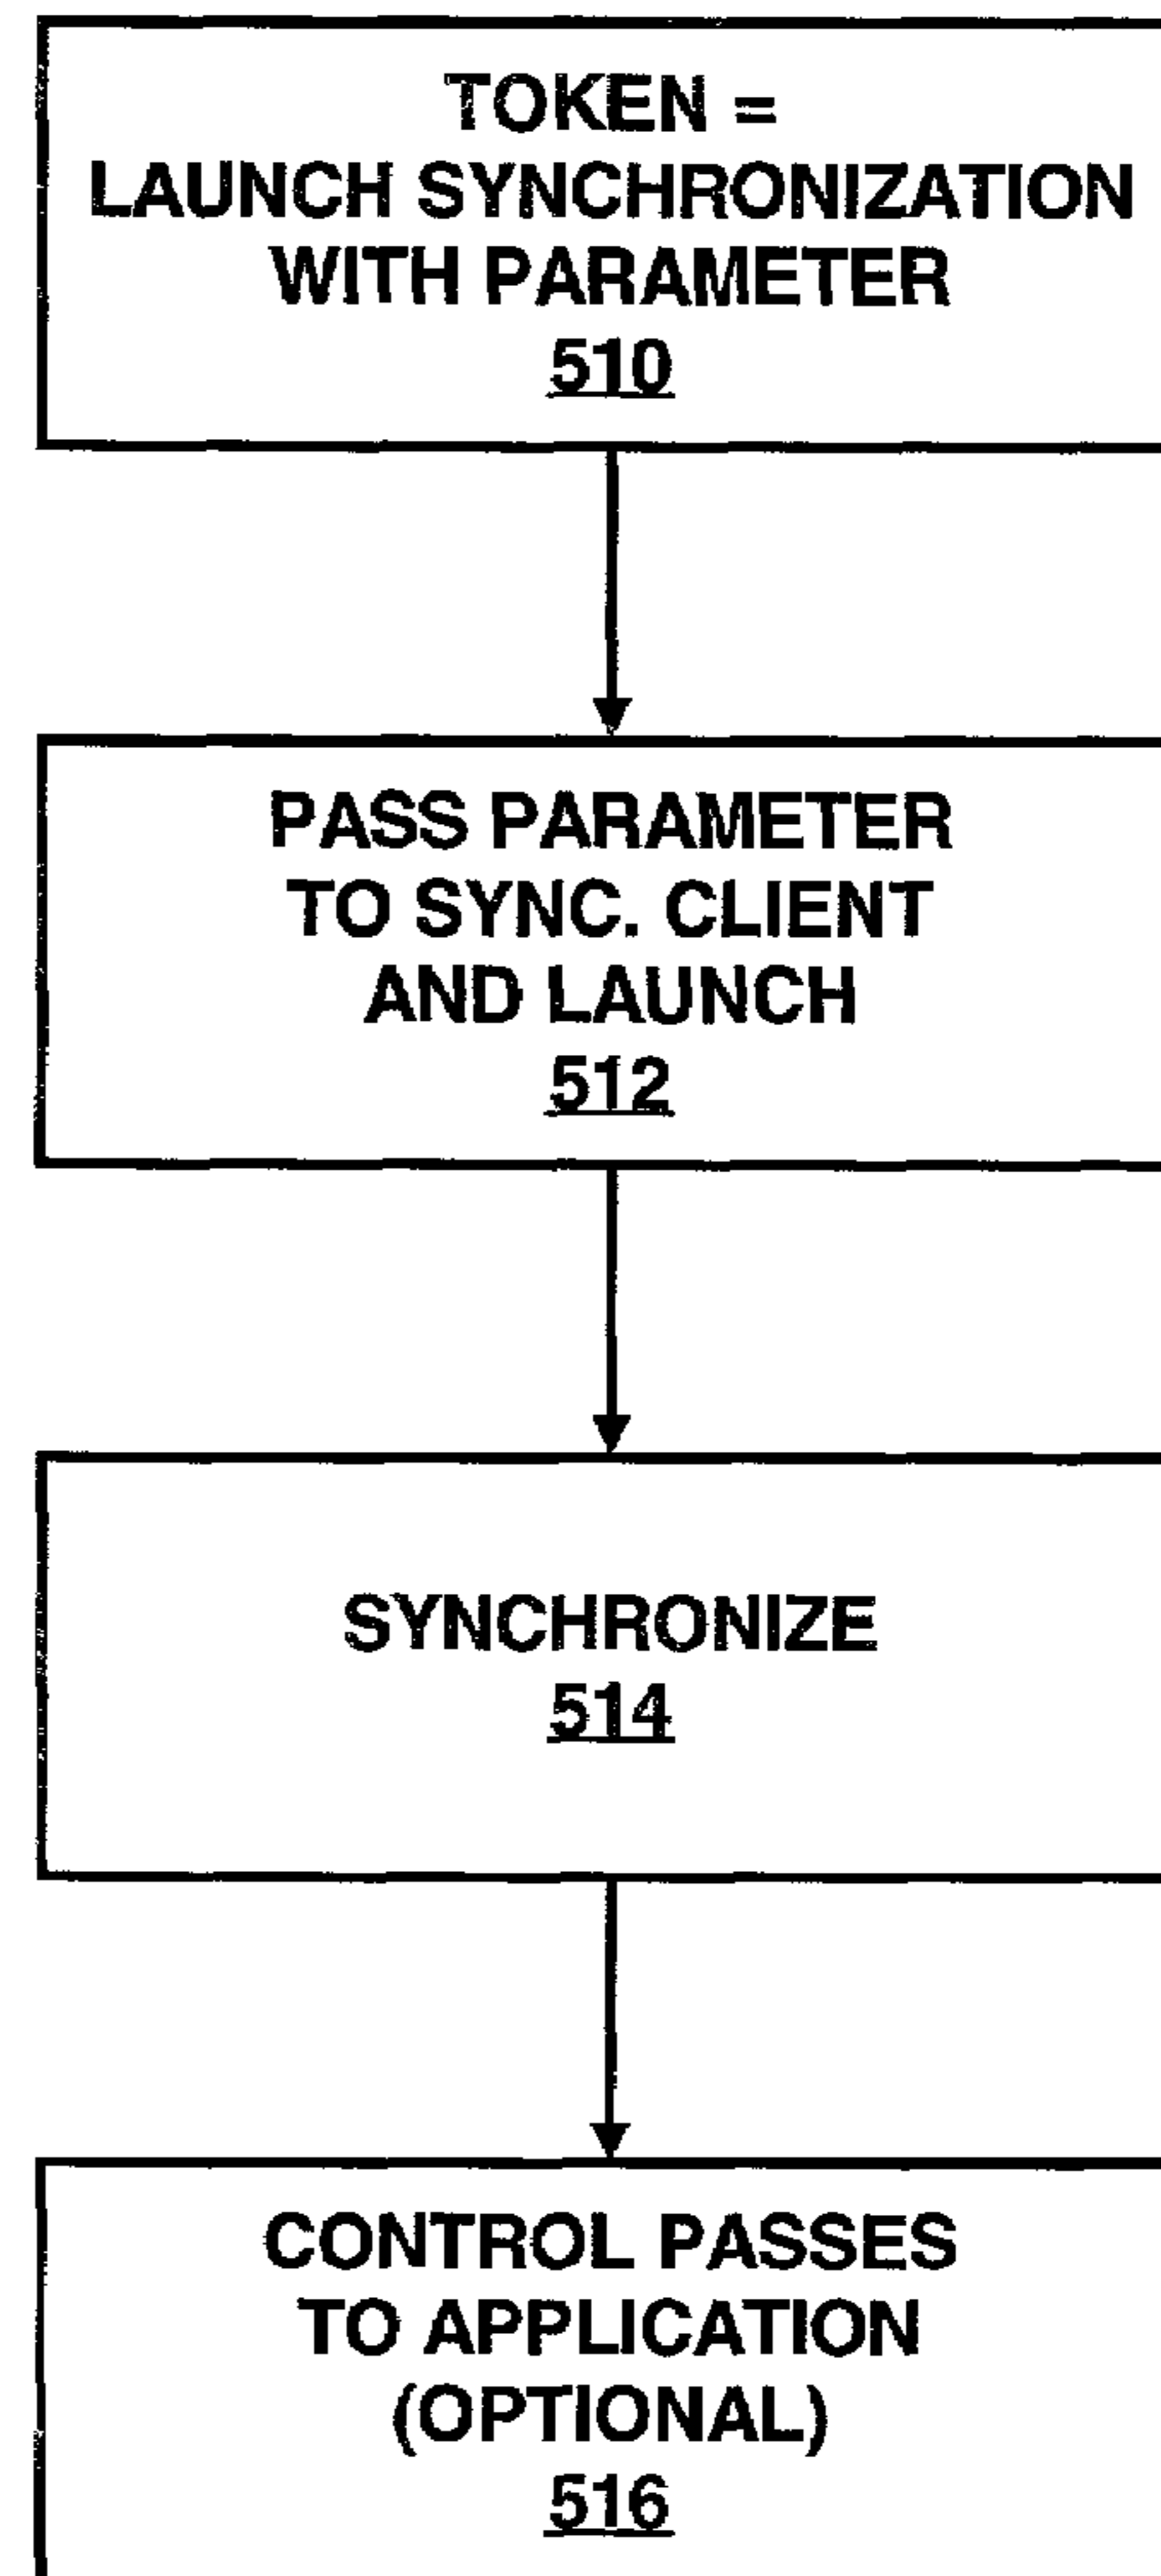 TOKEN =
LAUNCH SYNCHRONIZATION
WITH PARAMETER
510
PASS PARAMETER
TO SYNC. CLIENT
AND LAUNCH
512
SYNCHRONIZE
514
CONTROL PASSES
TO APPLICATION
(OPTIONAL)
516